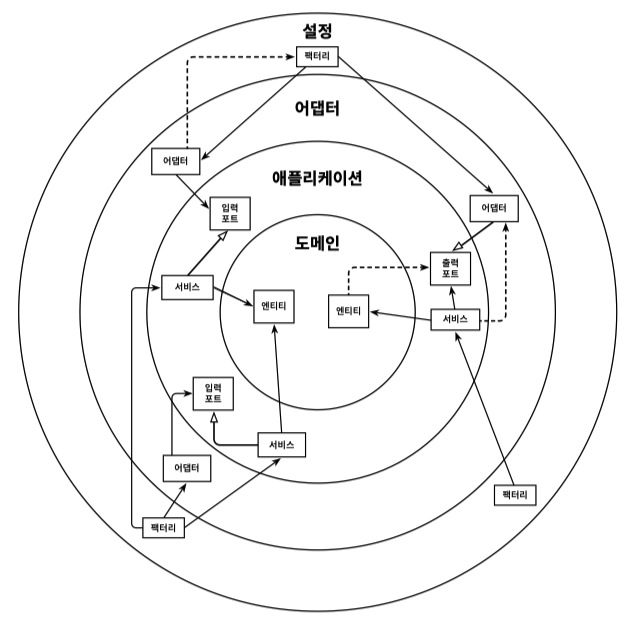 설정
팩터리
어댑터
어댑터
애플리케이션
어댑터
입력
포트
도메인
출력
포트
서비스
엔티티
엔티티
서비스
입력
포트
서비스
어댑터
팩터리
팩터리